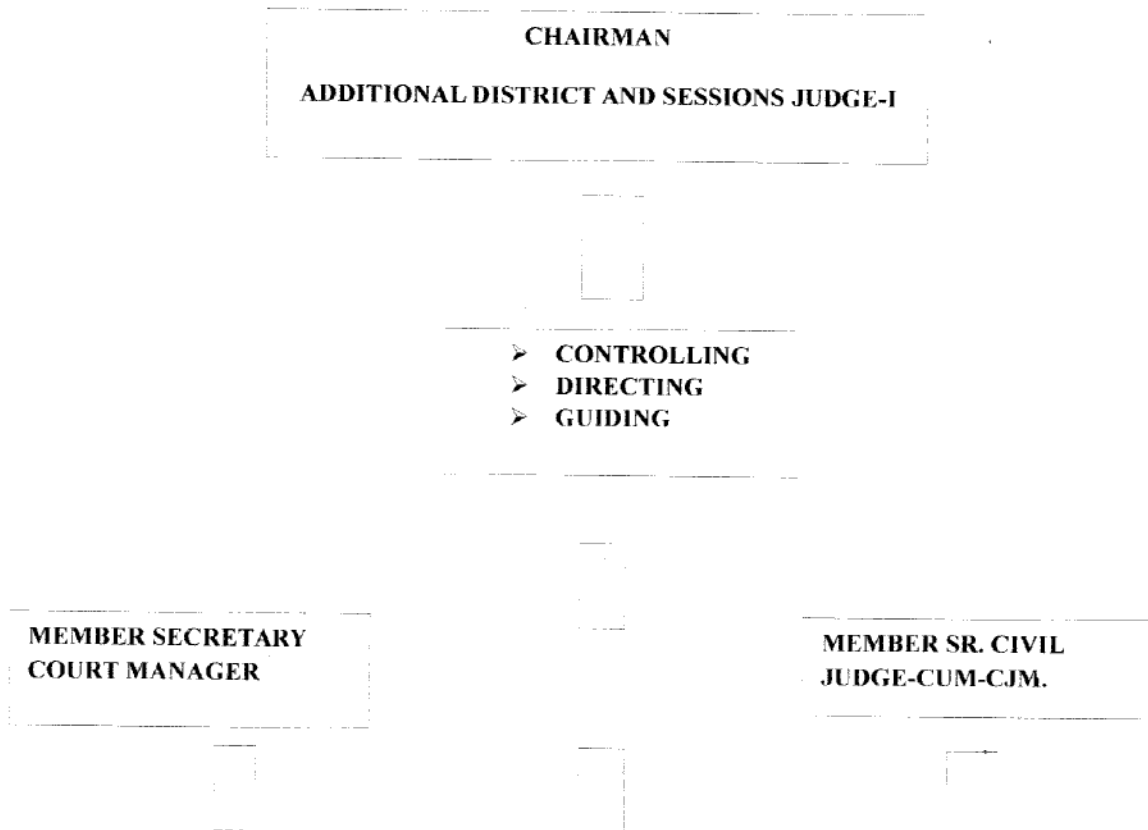 CHAIRMAN
ADDITIONAL DISTRICT AND SESSIONS JUDGE-I
➢ CONTROLLING
➢ DIRECTING
➢ GUIDING
MEMBER SECRETARY
COURT MANAGER
MEMBER SR. CIVIL
JUDGE-CUM-CJM.